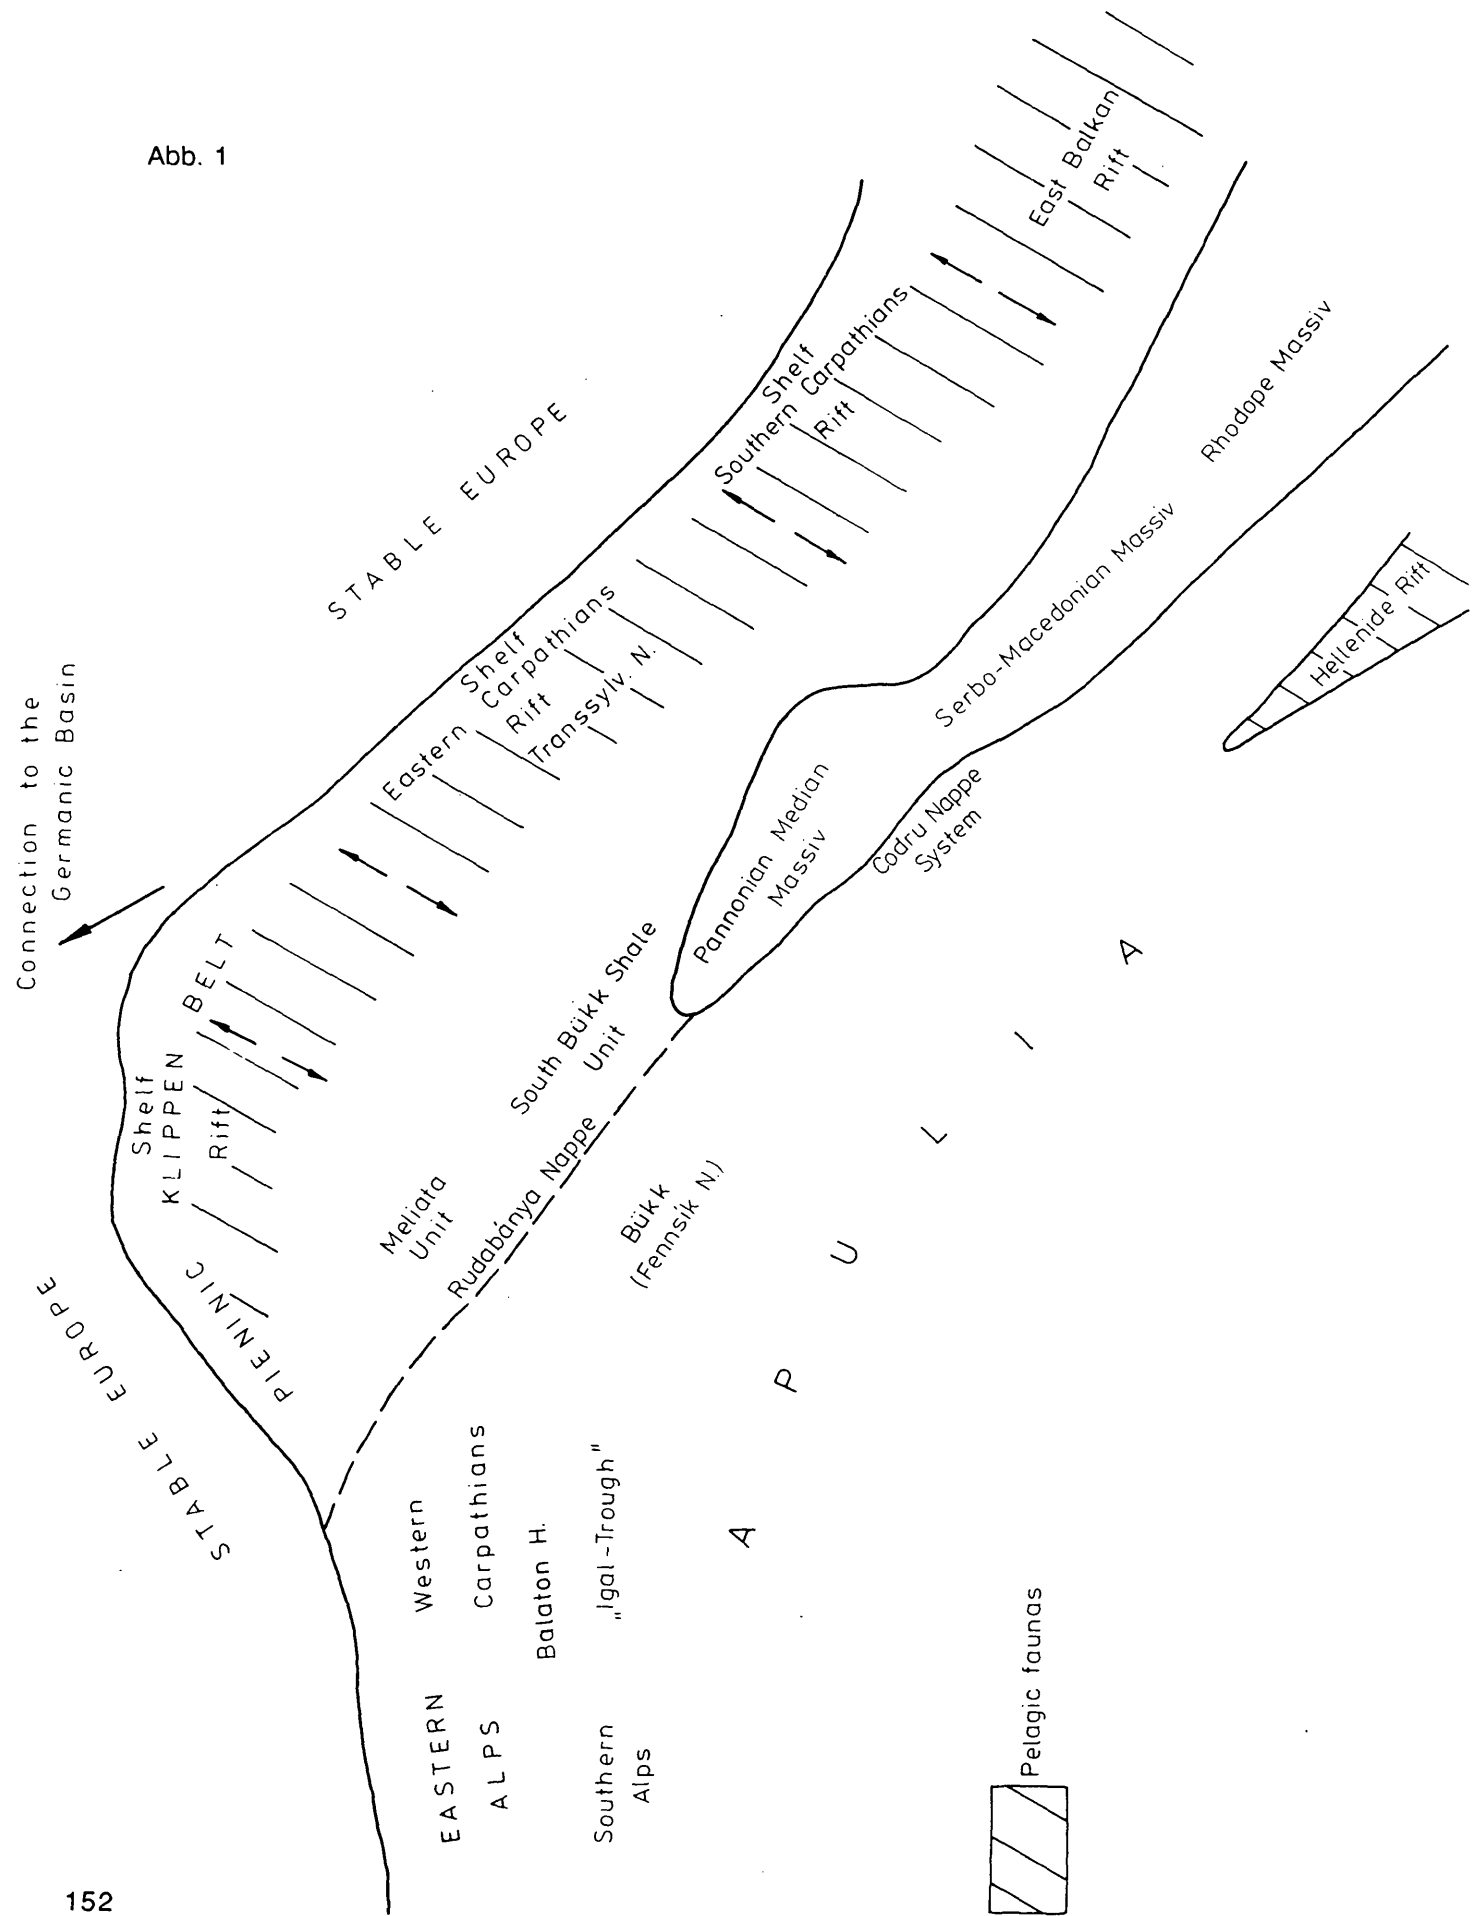 Abb. 1
Connection to the
Germanic Basin
STABLE EUROPE
STABLE EUROPE
East Balkan
Rift
Shelf
Southern Carpathians
Rift
Shelf
Eastern Carpathians
Rift
Transsylv. N.
Shelf
PIENINIC KLIPPEN BELT
Rift
Rhodope Massiv
Serbo-Macedonian Massiv
Hellenide Rift
Pannonian Median
Massiv
Codru Nappe
System
South Bükk Shale
Unit
Meliata
Unit
Rudabánya Nappe
Bükk
(Fennsík N.)
APULIA
Western
Carpathians
Balaton H.
„Igal-Trough”
EASTERN
ALPS
Southern
Alps
Pelagic faunas
152